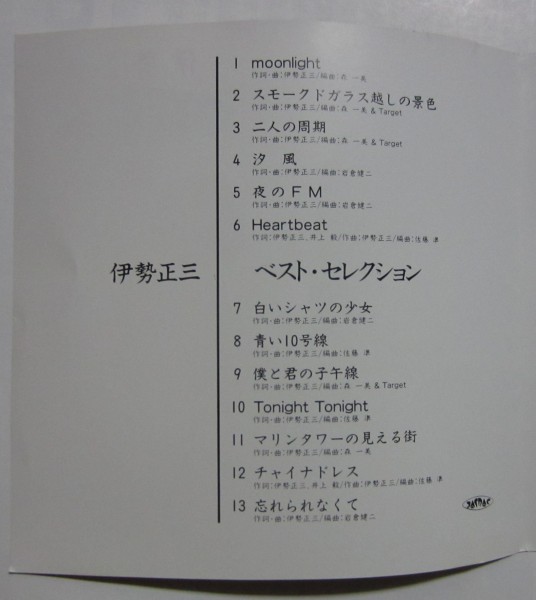 1 moonlight
作詞・曲：伊勢正三/編曲：森 一美
2 スモークドガラス越しの景色
作詞・曲：伊勢正三/編曲：森 一美 & Target
3 二人の周期
作詞・曲：伊勢正三/編曲：森 一美 & Target
4 汐 風
作詞・曲：伊勢正三/編曲：岩倉健二
5 夜のFM
作詞・曲：伊勢正三/編曲：岩倉健二
6 Heartbeat
作詞：伊勢正三、井上 毅/作曲：伊勢正三/編曲：佐藤 準
伊勢正三 ベスト・セレクション
7 白いシャツの少女
作詞・曲：伊勢正三/編曲：岩倉健二
8 青い10号線
作詞・曲：伊勢正三/編曲：佐藤 準
9 僕と君の子午線
作詞・曲：伊勢正三/編曲：森 一美 & Target
10 Tonight Tonight
作詞・曲：伊勢正三/編曲：佐藤 準
11 マリンタワーの見える街
作詞・曲：伊勢正三/編曲：森 一美
12 チャイナドレス
作詞：伊勢正三、井上 毅/作曲：伊勢正三/編曲：佐藤 準
13 忘れられなくて
作詞・曲：伊勢正三/編曲：岩倉健二